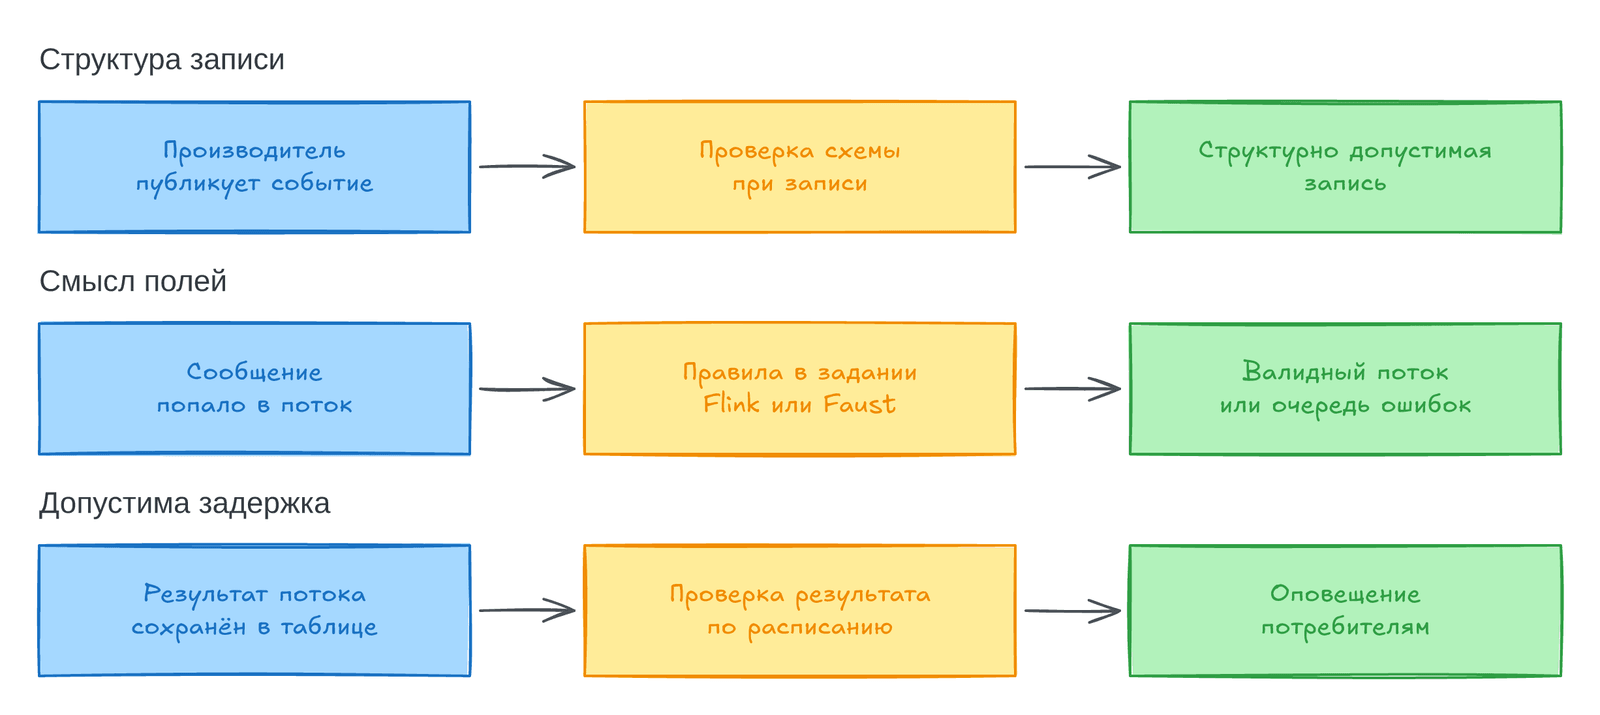 Структура записи
Производитель
публикует событие
Проверка схемы
при записи
Структурно допустимая
запись
Смысл полей
Сообщение
попало в поток
Правила в задании
Flink или Faust
Валидный поток
или очередь ошибок
Допустима задержка
Результат потока
сохранён в таблице
Проверка результата
по расписанию
Оповещение
потребителям